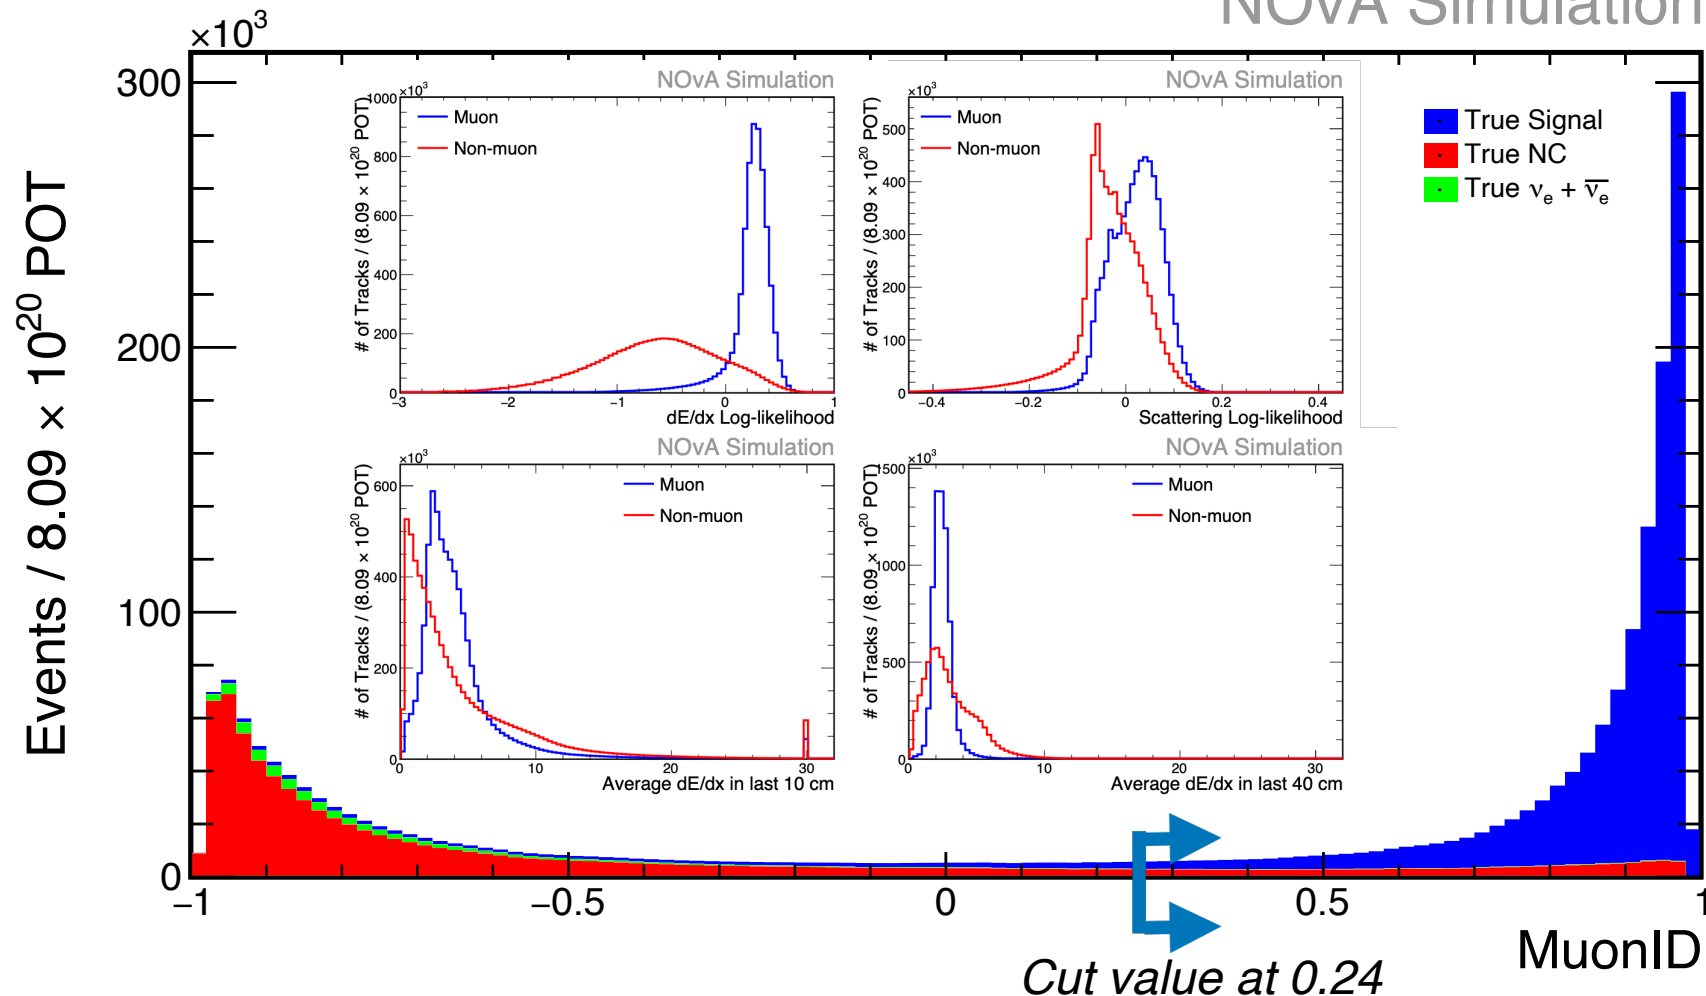 NOvA Simulation
×10³
Events / 8.09 × 10²⁰ POT
300
200
100
0
−1
−0.5
0
0.5
1
MuonID
True Signal
True NC
True νₑ + ν̅ₑ
Cut value at 0.24
NOvA Simulation
×10³
# of Tracks / (8.09 × 10²⁰ POT)
1000
800
600
400
200
0
Muon
Non-muon
−3
−2
−1
0
1
dE/dx Log-likelihood
NOvA Simulation
×10³
# of Tracks / (8.09 × 10²⁰ POT)
500
400
300
200
100
0
Muon
Non-muon
−0.4
−0.2
0
0.2
0.4
Scattering Log-likelihood
NOvA Simulation
×10³
# of Tracks / (8.09 × 10²⁰ POT)
600
400
200
0
Muon
Non-muon
0
10
20
30
Average dE/dx in last 10 cm
NOvA Simulation
×10³
# of Tracks / (8.09 × 10²⁰ POT)
1500
1000
500
0
Muon
Non-muon
0
10
20
30
Average dE/dx in last 40 cm